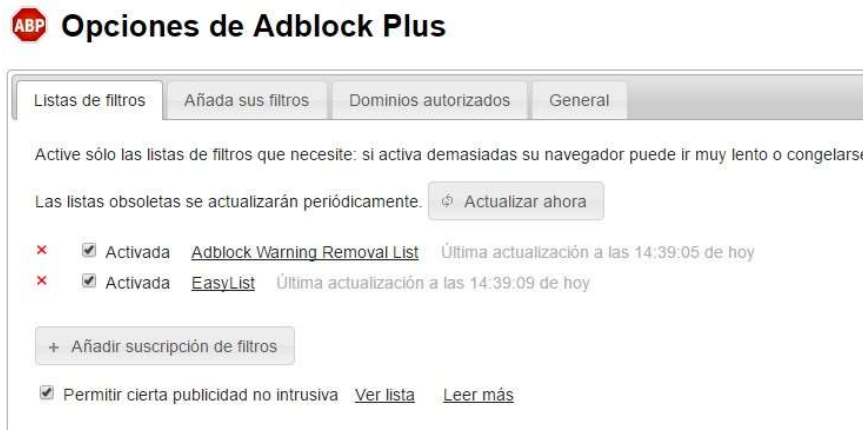 ABP Opciones de Adblock Plus
Listas de filtros Añada sus filtros Dominios autorizados General
Active sólo las listas de filtros que necesite: si activa demasiadas su navegador puede ir muy lento o congelarse
Las listas obsoletas se actualizarán periódicamente. Actualizar ahora
Activada Adblock Warning Removal List Última actualización a las 14:39:05 de hoy
Activada EasyList Última actualización a las 14:39:09 de hoy
+ Añadir suscripción de filtros
Permitir cierta publicidad no intrusiva Ver lista Leer más